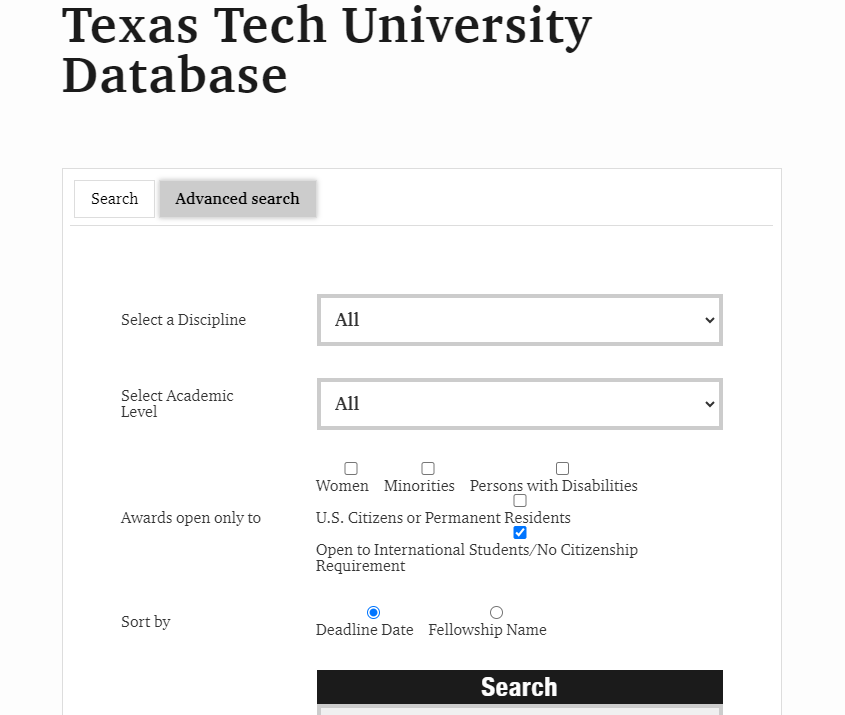 Texas Tech University
Database
Search
Advanced search
Select a Discipline
All
Select Academic
Level
All
Women Minorities Persons with Disabilities
Awards open only to
U.S. Citizens or Permanent Residents
Open to International Students/No Citizenship
Requirement
Sort by
Deadline Date Fellowship Name
Search